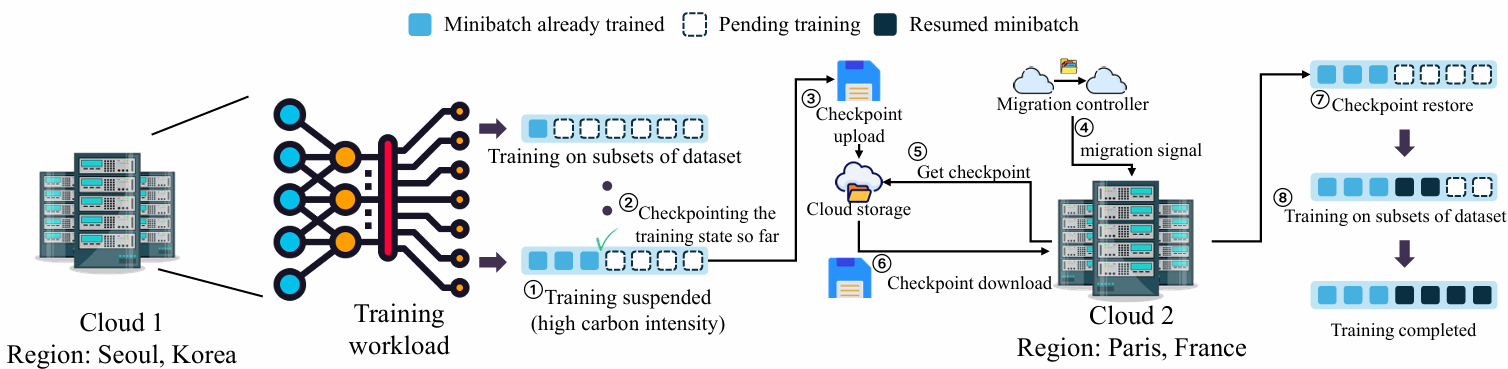 Minibatch already trained
Pending training
Resumed minibatch
Cloud 1
Region: Seoul, Korea
Training
workload
Training on subsets of dataset
② Checkpointing the
training state so far
① Training suspended
(high carbon intensity)
③ Checkpoint
upload
Cloud storage
Migration controller
④
migration signal
⑤
Get checkpoint
⑥
Checkpoint download
Cloud 2
Region: Paris, France
⑦ Checkpoint restore
⑧
Training on subsets of dataset
Training completed